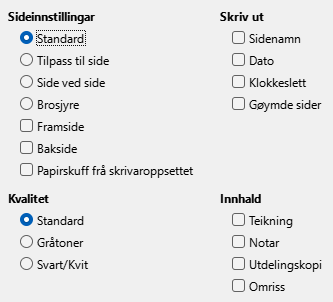 Sideinnstillingar
Standard
Tilpass til side
Side ved side
Brosjyre
Framside
Bakside
Papirskuff frå skrivaroppsettet
Skriv ut
Sidenamn
Dato
Klokkeslett
Gøymde sider
Kvalitet
Standard
Gråtoner
Svart/Kvit
Innhald
Teikning
Notar
Utdelingskopi
Omriss